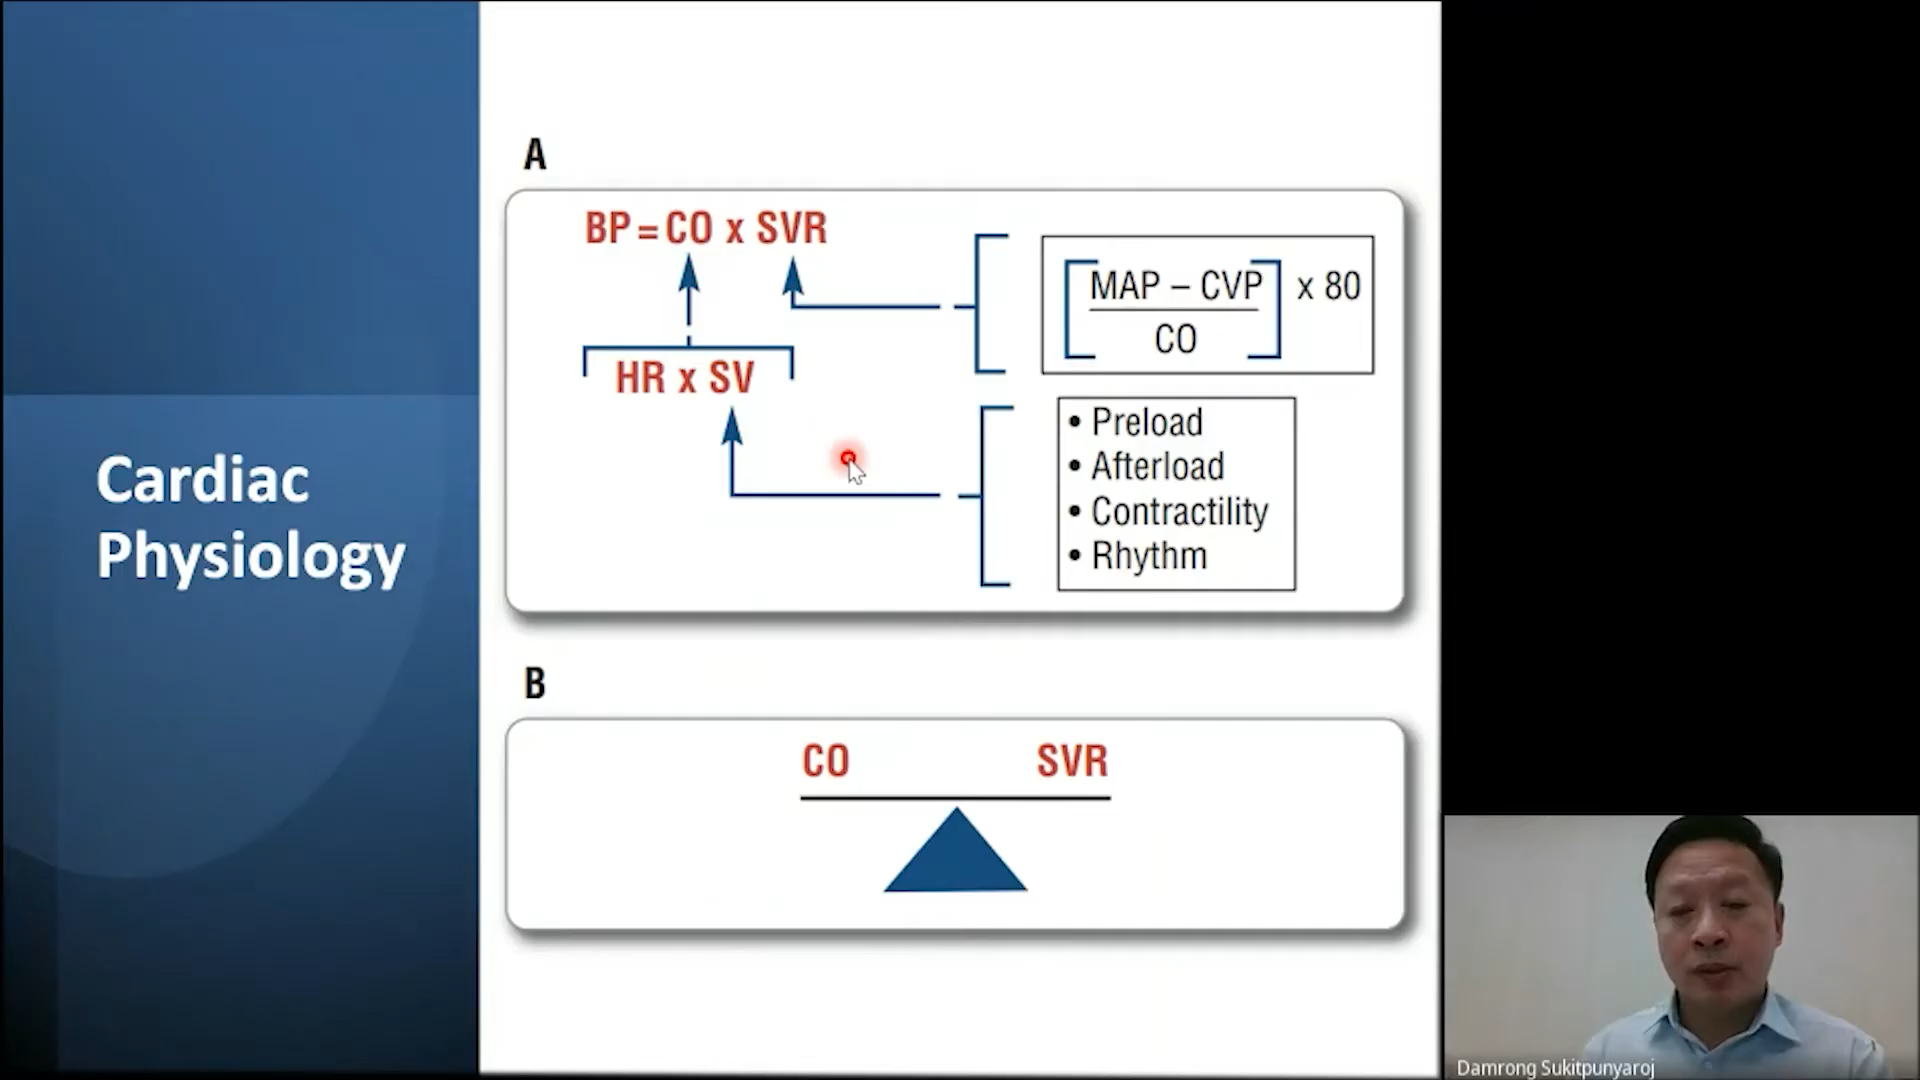 Cardiac
Physiology
A
BP = CO x SVR
HR x SV
MAP – CVP
CO
x 80
• Preload
• Afterload
• Contractility
• Rhythm
B
CO SVR
Damrong Sukitpunyaroj